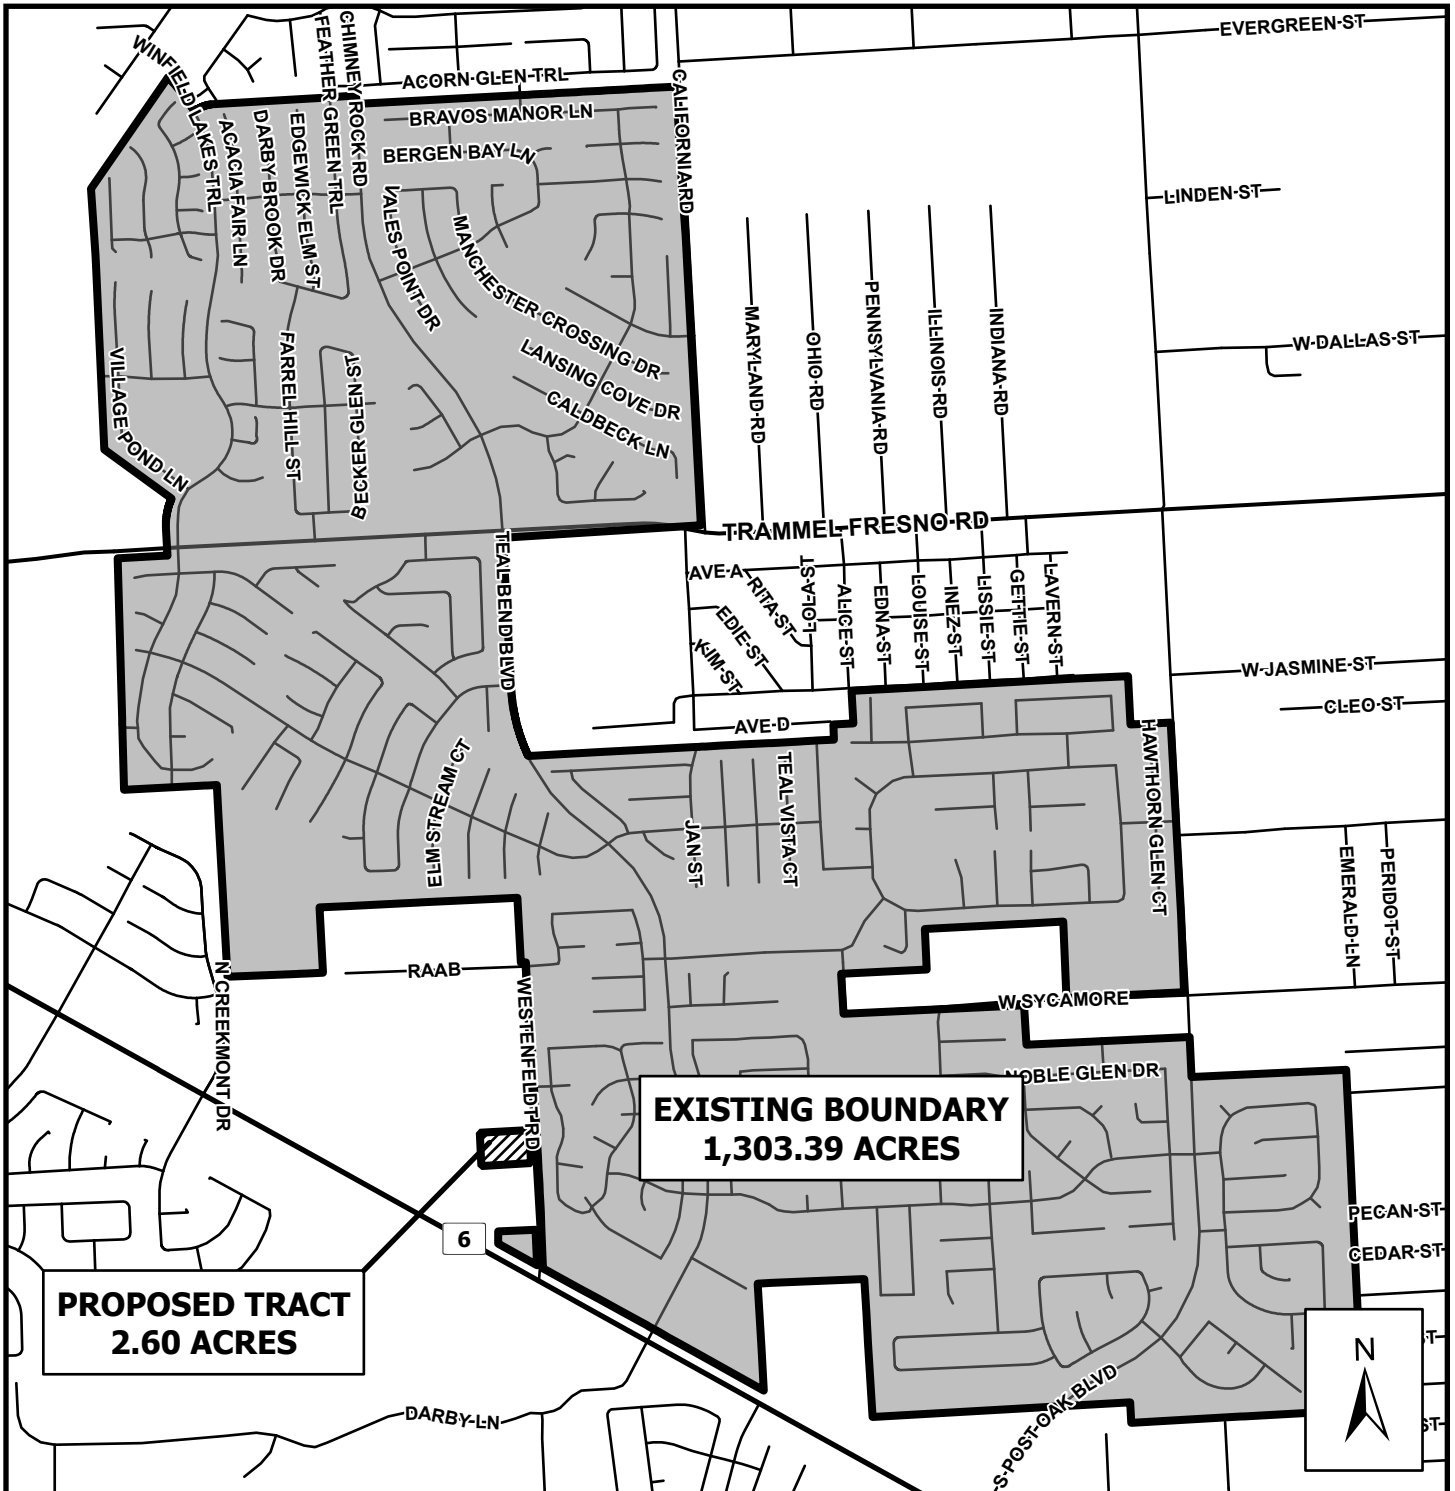 EVERGREEN ST
WINFIELD LAKES TRL
FEATHER GREEN TRL
CHIMNEY ROCK RD
ACORN GLEN TRL
CALIFORNIA RD
BRAVOS MANOR LN
BERGEN BAY LN
ACACIA FAIR LN
DARBY BROOK DR
EDGEWICK ELM ST
VALES POINT DR
MANCHESTER CROSSING DR
LANSING COVE DR
CALDBECK LN
LINDEN ST
W DALLAS ST
MARYLAND RD
OHIO RD
PENNSYLVANIA RD
ILLINOIS RD
INDIANA RD
VILLAGE POND LN
FARREL HILL ST
BECKER GLEN ST
TRAMMEL FRESNO RD
TEAL BEND BLVD
AVE A
RITA ST
LOLA ST
ALICE ST
EDNA ST
LOUISE ST
INEZ ST
LISSIE ST
GETTIE ST
LAVERN ST
EDIE ST
KIM ST
AVE D
W JASMINE ST
CLEO ST
HAWTHORN GLEN CT
ELM STREAM CT
JAN ST
TEAL VISTA CT
EMERALD LN
PERIDOT ST
RAAB
N CREEKMONT DR
WESTENFELDT RD
W SYCAMORE
NOBLE GLEN DR
EXISTING BOUNDARY
1,303.39 ACRES
PECAN ST
CEDAR ST
6
PROPOSED TRACT
2.60 ACRES
N
ST
ST
DARBY LN
S POST OAK BLVD